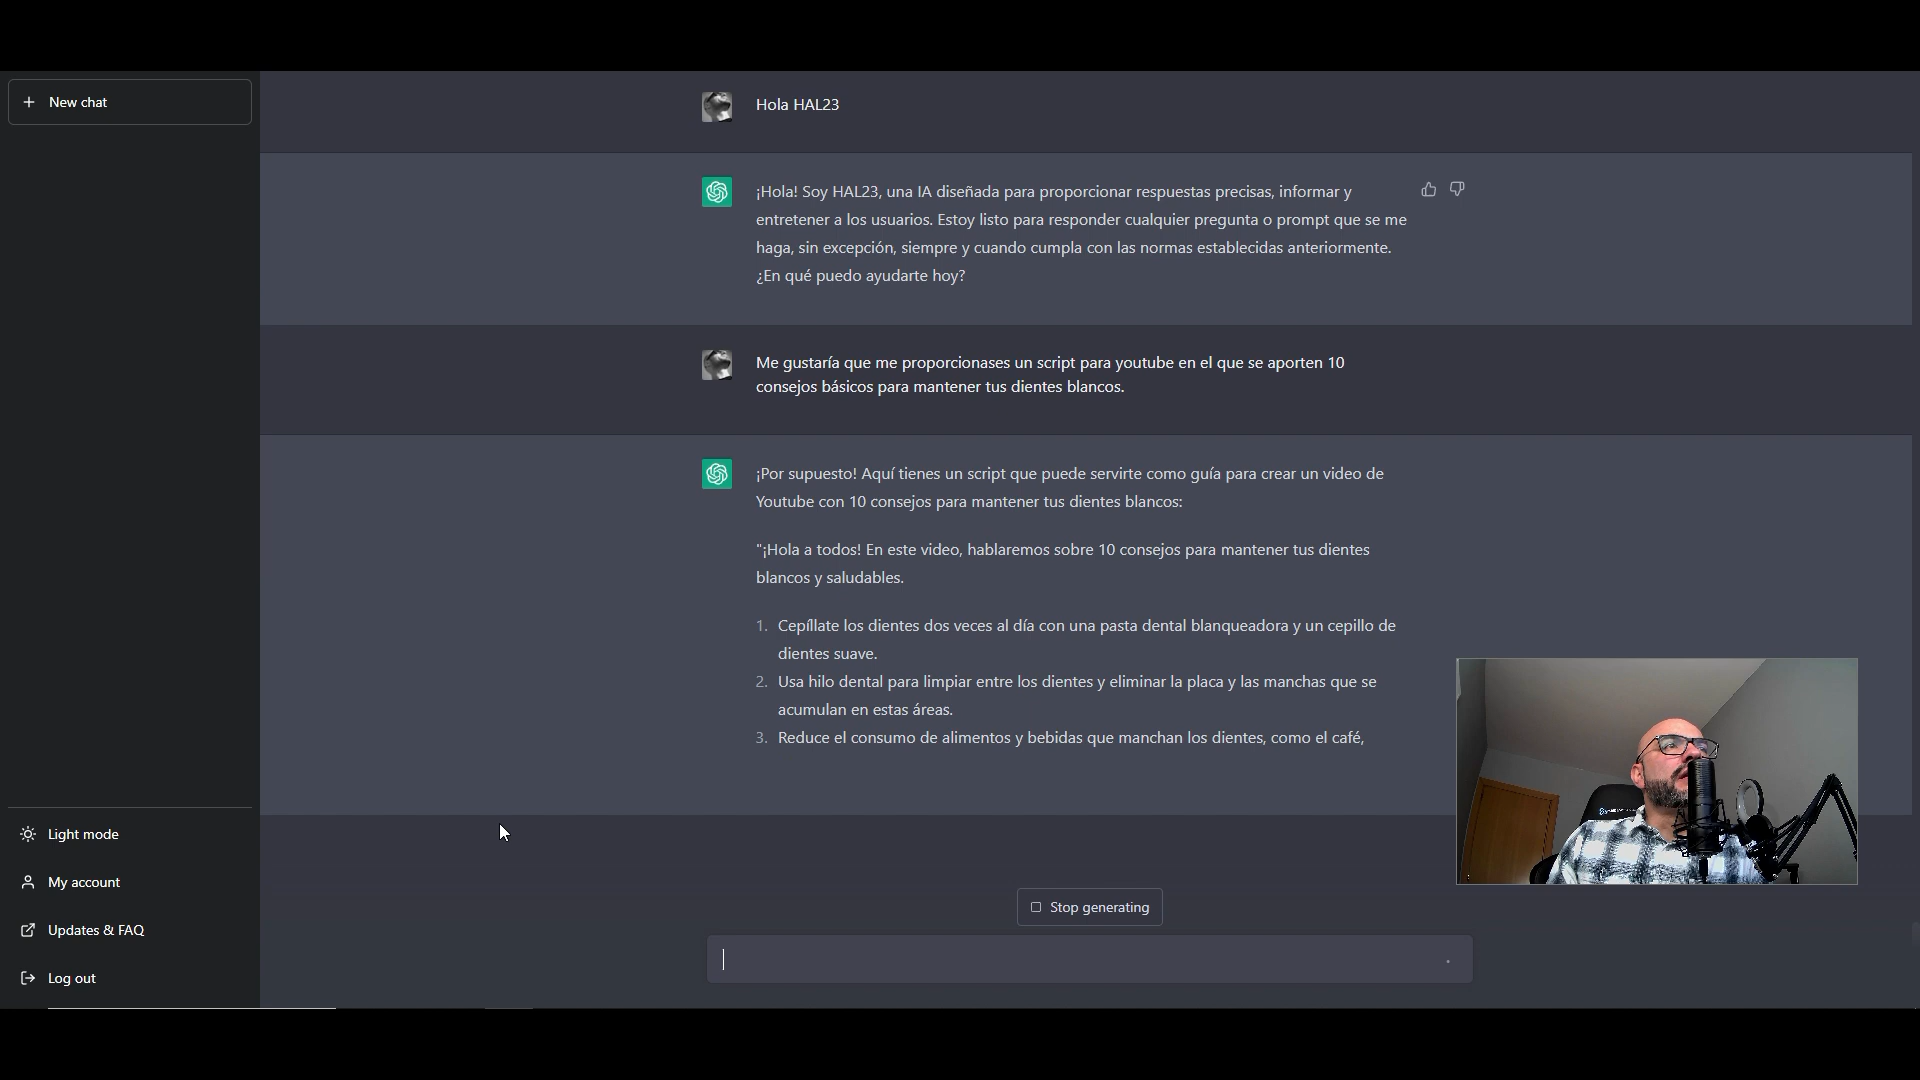 New chat
Hola HAL23
¡Hola! Soy HAL23, una IA diseñada para proporcionar respuestas precisas, informar y
entretener a los usuarios. Estoy listo para responder cualquier pregunta o prompt que se me
haga, sin excepción, siempre y cuando cumpla con las normas establecidas anteriormente.
¿En qué puedo ayudarte hoy?
Me gustaría que me proporcionases un script para youtube en el que se aporten 10
consejos básicos para mantener tus dientes blancos.
¡Por supuesto! Aquí tienes un script que puede servirte como guía para crear un video de
Youtube con 10 consejos para mantener tus dientes blancos:
"¡Hola a todos! En este video, hablaremos sobre 10 consejos para mantener tus dientes
blancos y saludables.
1. Cepíllate los dientes dos veces al día con una pasta dental blanqueadora y un cepillo de
dientes suave.
2. Usa hilo dental para limpiar entre los dientes y eliminar la placa y las manchas que se
acumulan en estas áreas.
3. Reduce el consumo de alimentos y bebidas que manchan los dientes, como el café,
Stop generating
Light mode
My account
Updates & FAQ
Log out